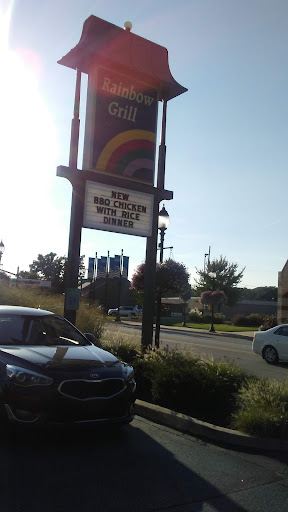 Rainbow
Grill
NEW
BBQ CHICKEN
WITH RICE
DINNER